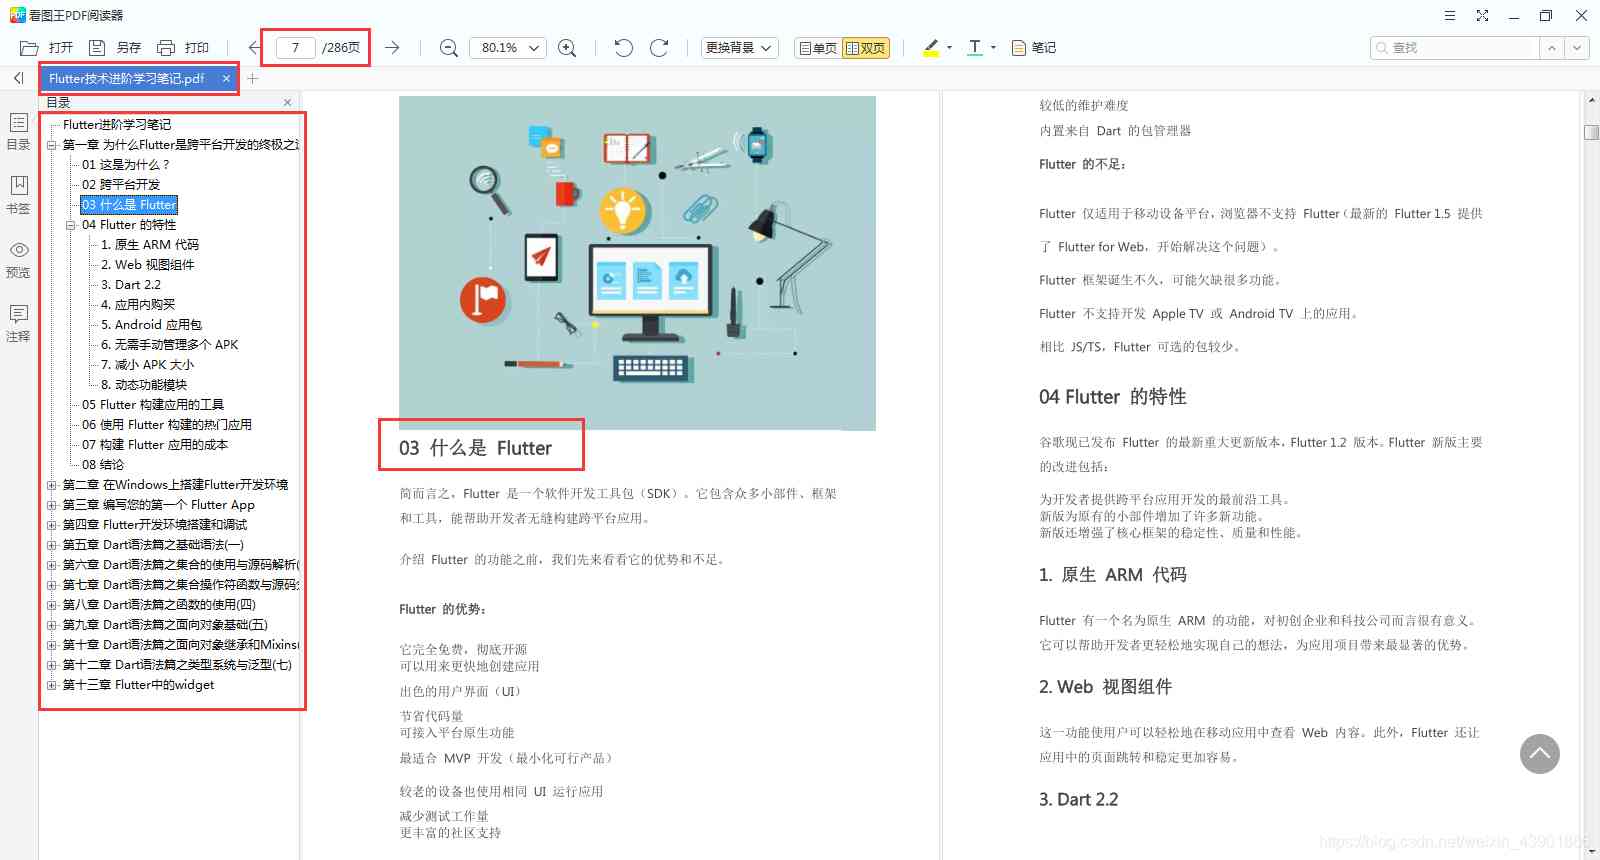 看图王PDF阅读器
打开 另存 打印 7 /286页 80.1% 更换背景 单页 双页 T 笔记 查找
Flutter技术进阶学习笔记.pdf
目录
目录
书签
预览
注释
Flutter进阶学习笔记
第一章 为什么Flutter是跨平台开发的终极之
01 这是为什么？
02 跨平台开发
03 什么是 Flutter
04 Flutter 的特性
1. 原生 ARM 代码
2. Web 视图组件
3. Dart 2.2
4. 应用内购买
5. Android 应用包
6. 无需手动管理多个 APK
7. 减小 APK 大小
8. 动态功能模块
05 Flutter 构建应用的工具
06 使用 Flutter 构建的热门应用
07 构建 Flutter 应用的成本
08 结论
第二章 在Windows上搭建Flutter开发环境
第三章 编写您的第一个 Flutter App
第四章 Flutter开发环境搭建和调试
第五章 Dart语法篇之基础语法(一)
第六章 Dart语法篇之集合的使用与源码解析(
第七章 Dart语法篇之集合操作符函数与源码
第八章 Dart语法篇之函数的使用(四)
第九章 Dart语法篇之面向对象基础(五)
第十章 Dart语法篇之面向对象继承和Mixins(
第十二章 Dart语法篇之类型系统与泛型(七)
第十三章 Flutter中的widget
03 什么是 Flutter
简而言之，Flutter 是一个软件开发工具包（SDK）。它包含众多小部件、框架
和工具，能帮助开发者无缝构建跨平台应用。
介绍 Flutter 的功能之前，我们先来看看它的优势和不足。
Flutter 的优势：
它完全免费，彻底开源
可以用来更快地创建应用
出色的用户界面（UI）
节省代码量
可接入平台原生功能
最适合 MVP 开发（最小化可行产品）
较老的设备也使用相同 UI 运行应用
减少测试工作量
更丰富的社区支持
较低的维护难度
内置来自 Dart 的包管理器
Flutter 的不足：
Flutter 仅适用于移动设备平台，浏览器不支持 Flutter（最新的 Flutter 1.5 提供
了 Flutter for Web，开始解决这个问题）。
Flutter 框架诞生不久，可能欠缺很多功能。
Flutter 不支持开发 Apple TV 或 Android TV 上的应用。
相比 JS/TS，Flutter 可选的包较少。
04 Flutter 的特性
谷歌现已发布 Flutter 的最新重大更新版本，Flutter 1.2 版本。Flutter 新版主要
的改进包括：
为开发者提供跨平台应用开发的最前沿工具。
新版为原有的小部件增加了许多新功能。
新版还增强了核心框架的稳定性、质量和性能。
1. 原生 ARM 代码
Flutter 有一个名为原生 ARM 的功能，对初创企业和科技公司而言很有意义。
它可以帮助开发者更轻松地实现自己的想法，为应用项目带来最显著的优势。
2. Web 视图组件
这一功能使用户可以轻松地在移动应用中查看 Web 内容。此外，Flutter 还让
应用中的页面跳转和稳定更加容易。
3. Dart 2.2